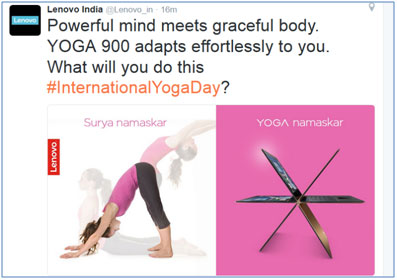 Lenovo India @Lenovo_in · 16m
Lenovo
Powerful mind meets graceful body.
YOGA 900 adapts effortlessly to you.
What will you do this
#InternationalYogaDay?
Surya namaskar
YOGA namaskar
Lenovo